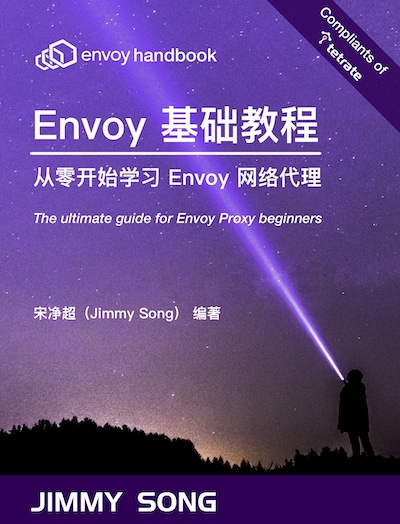 envoy handbook
Compliants of
tetrate
Envoy 基础教程
从零开始学习 Envoy 网络代理
The ultimate guide for Envoy Proxy beginners
宋净超（Jimmy Song） 编著
JIMMY SONG